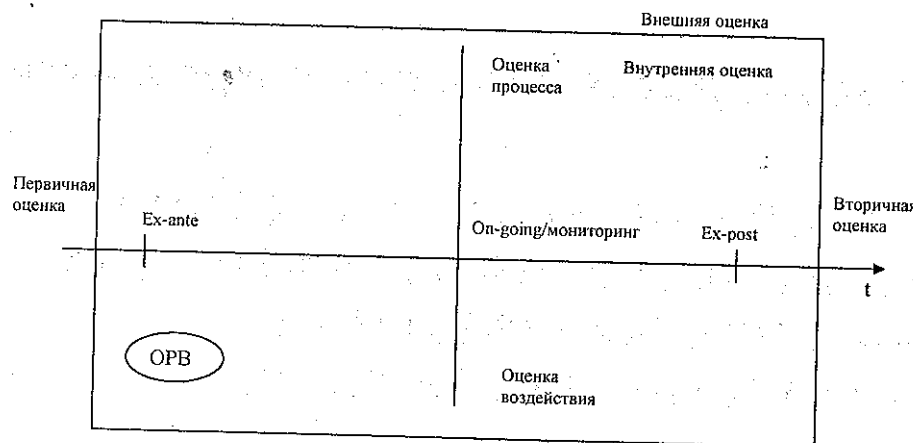 Внешняя оценка
Оценка
процесса
Внутренняя оценка
Первичная
оценка
Ex-ante
On-going/мониторинг
Ex-post
Вторичная
оценка
t
ОРВ
Оценка
воздействия